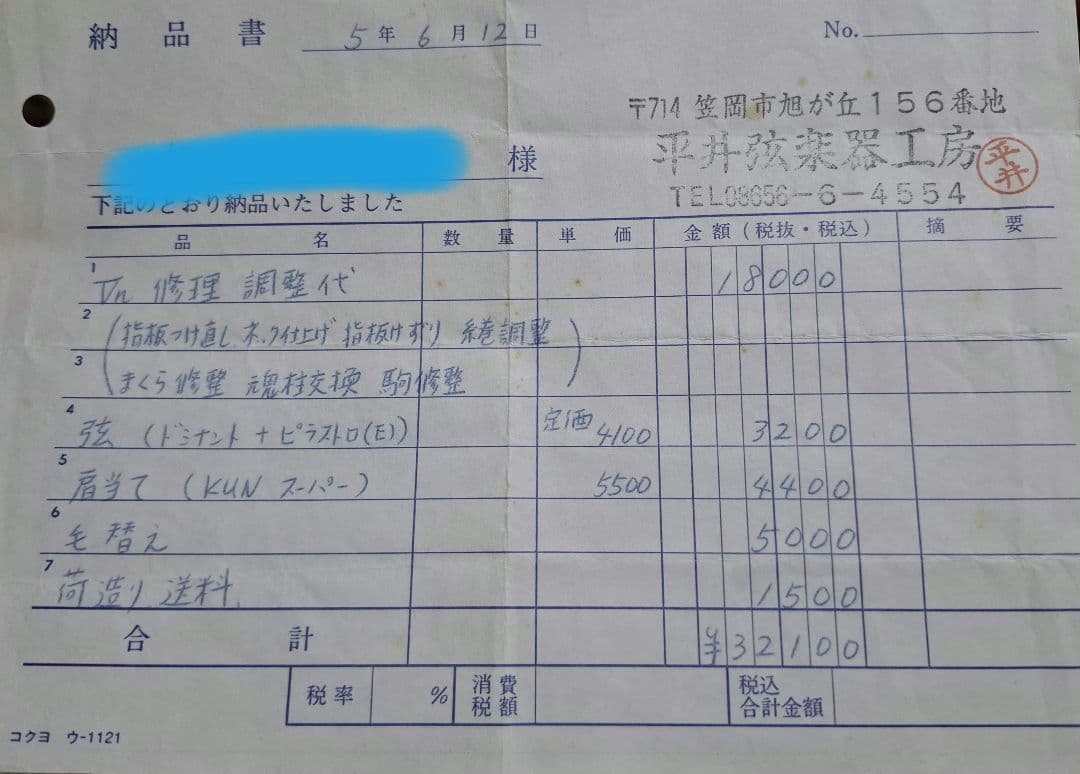 納品書 5年6月12日 No.
〒714 笠岡市旭が丘156番地
平井弦楽器工房 平井
TEL08656-6-4554
様
下記のとおり納品いたしました
品名 数量 単価 金額(税抜・税込) 摘要
1 Vn 修理 調整代 18000
2 (指板つけ直し ネック仕上げ 指板けずり 糸巻調整
3 まくら修整 魂柱交換 駒修整)
4 弦 (ドミナント+ピラストロ(E)) 定価4100 3200
5 肩当て (KUN スーパー) 5500 4400
6 毛替え 5000
7 荷造り 送料 1500
合計 ¥32100
税率 % 消費税額 税込合計金額
コクヨ ウ-1121